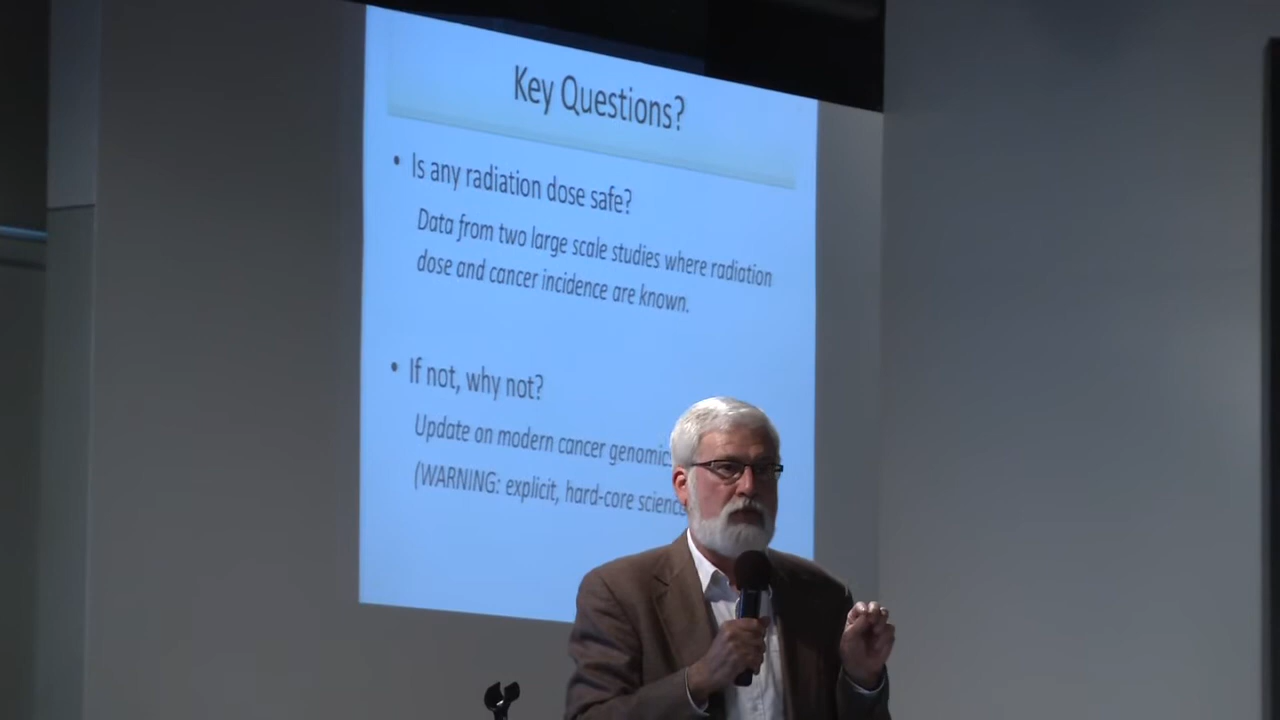 Key Questions?
• Is any radiation dose safe?
Data from two large scale studies where radiation
dose and cancer incidence are known.
• If not, why not?
Update on modern cancer genomics
(WARNING: explicit, hard-core science